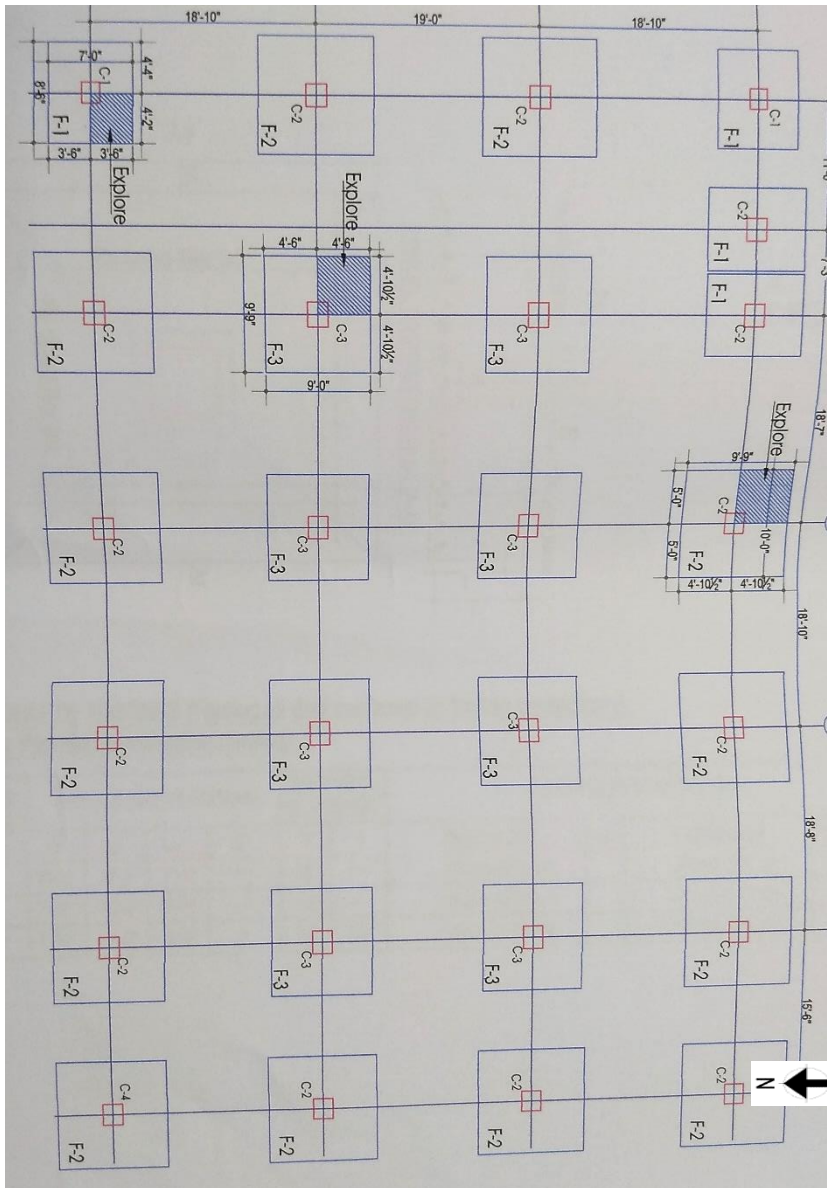 18'-10"
19'-0"
18'-10"
7'-0"
4'-4"
C-1
8'-6"
4'-2"
F-1
3'-6"
3'-6"
Explore
C-2
F-2
C-2
F-2
C-1
F-1
C-2
F-1
F-1
C-2
C-2
F-2
Explore
4'-6"
4'-6"
4'-10½"
4'-10½"
9'-9"
C-3
F-3
9'-0"
C-3
F-3
18'-7"
Explore
9'-9"
5'-0"
5'-0"
C-2
10'-0"
F-2
4'-10½"
4'-10½"
C-2
F-2
C-3
F-3
C-3
F-3
18'-10"
C-2
F-2
C-3
F-3
C-3
F-3
C-2
F-2
18'-8"
C-2
F-2
C-3
F-3
C-3
F-3
C-2
F-2
15'-6"
C-4
F-2
C-2
F-2
C-2
F-2
C-2
F-2
N